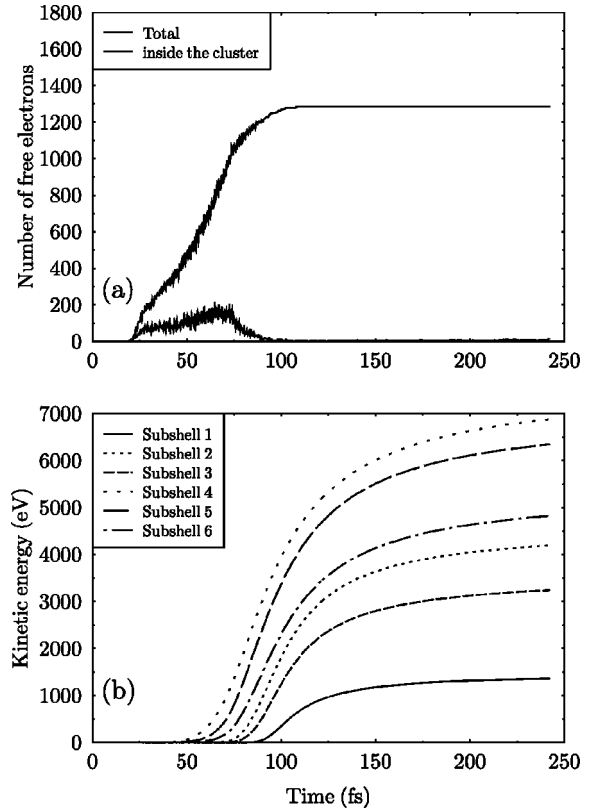 1800
1600
1400
1200
1000
800
600
400
200
0
Number of free electrons
Total
inside the cluster
(a)
0 50 100 150 200 250
7000
6000
5000
4000
3000
2000
1000
0
Kinetic energy (eV)
Subshell 1
Subshell 2
Subshell 3
Subshell 4
Subshell 5
Subshell 6
(b)
0 50 100 150 200 250
Time (fs)